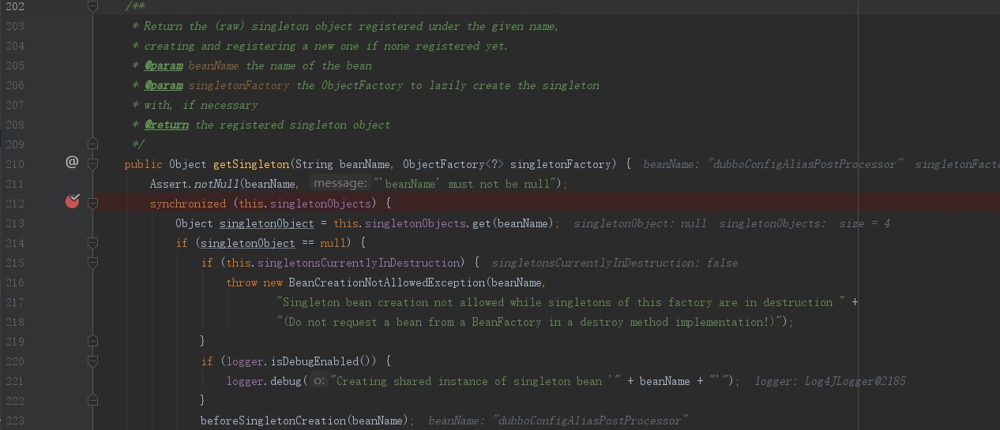 202 /**
203 * Return the (raw) singleton object registered under the given name,
204 * creating and registering a new one if none registered yet.
205 * @param beanName the name of the bean
206 * @param singletonFactory the ObjectFactory to lazily create the singleton
207 * with, if necessary
208 * @return the registered singleton object
209 */
@ 210 public Object getSingleton(String beanName, ObjectFactory<?> singletonFactory) { beanName: "dubboConfigAliasPostProcessor" singletonFacto
211 Assert.notNull(beanName, message: "'beanName' must not be null");
212 synchronized (this.singletonObjects) {
213 Object singletonObject = this.singletonObjects.get(beanName); singletonObject: null singletonObjects: size = 4
214 if (singletonObject == null) {
215 if (this.singletonsCurrentlyInDestruction) { singletonsCurrentlyInDestruction: false
216 throw new BeanCreationNotAllowedException(beanName,
217 "Singleton bean creation not allowed while singletons of this factory are in destruction " +
218 "(Do not request a bean from a BeanFactory in a destroy method implementation!)");
219 }
220 if (logger.isDebugEnabled()) {
221 logger.debug( o: "Creating shared instance of singleton bean '" + beanName + "'"); logger: Log4JLogger@2185
222 }
223 beforeSingletonCreation(beanName); beanName: "dubboConfigAliasPostProcessor"